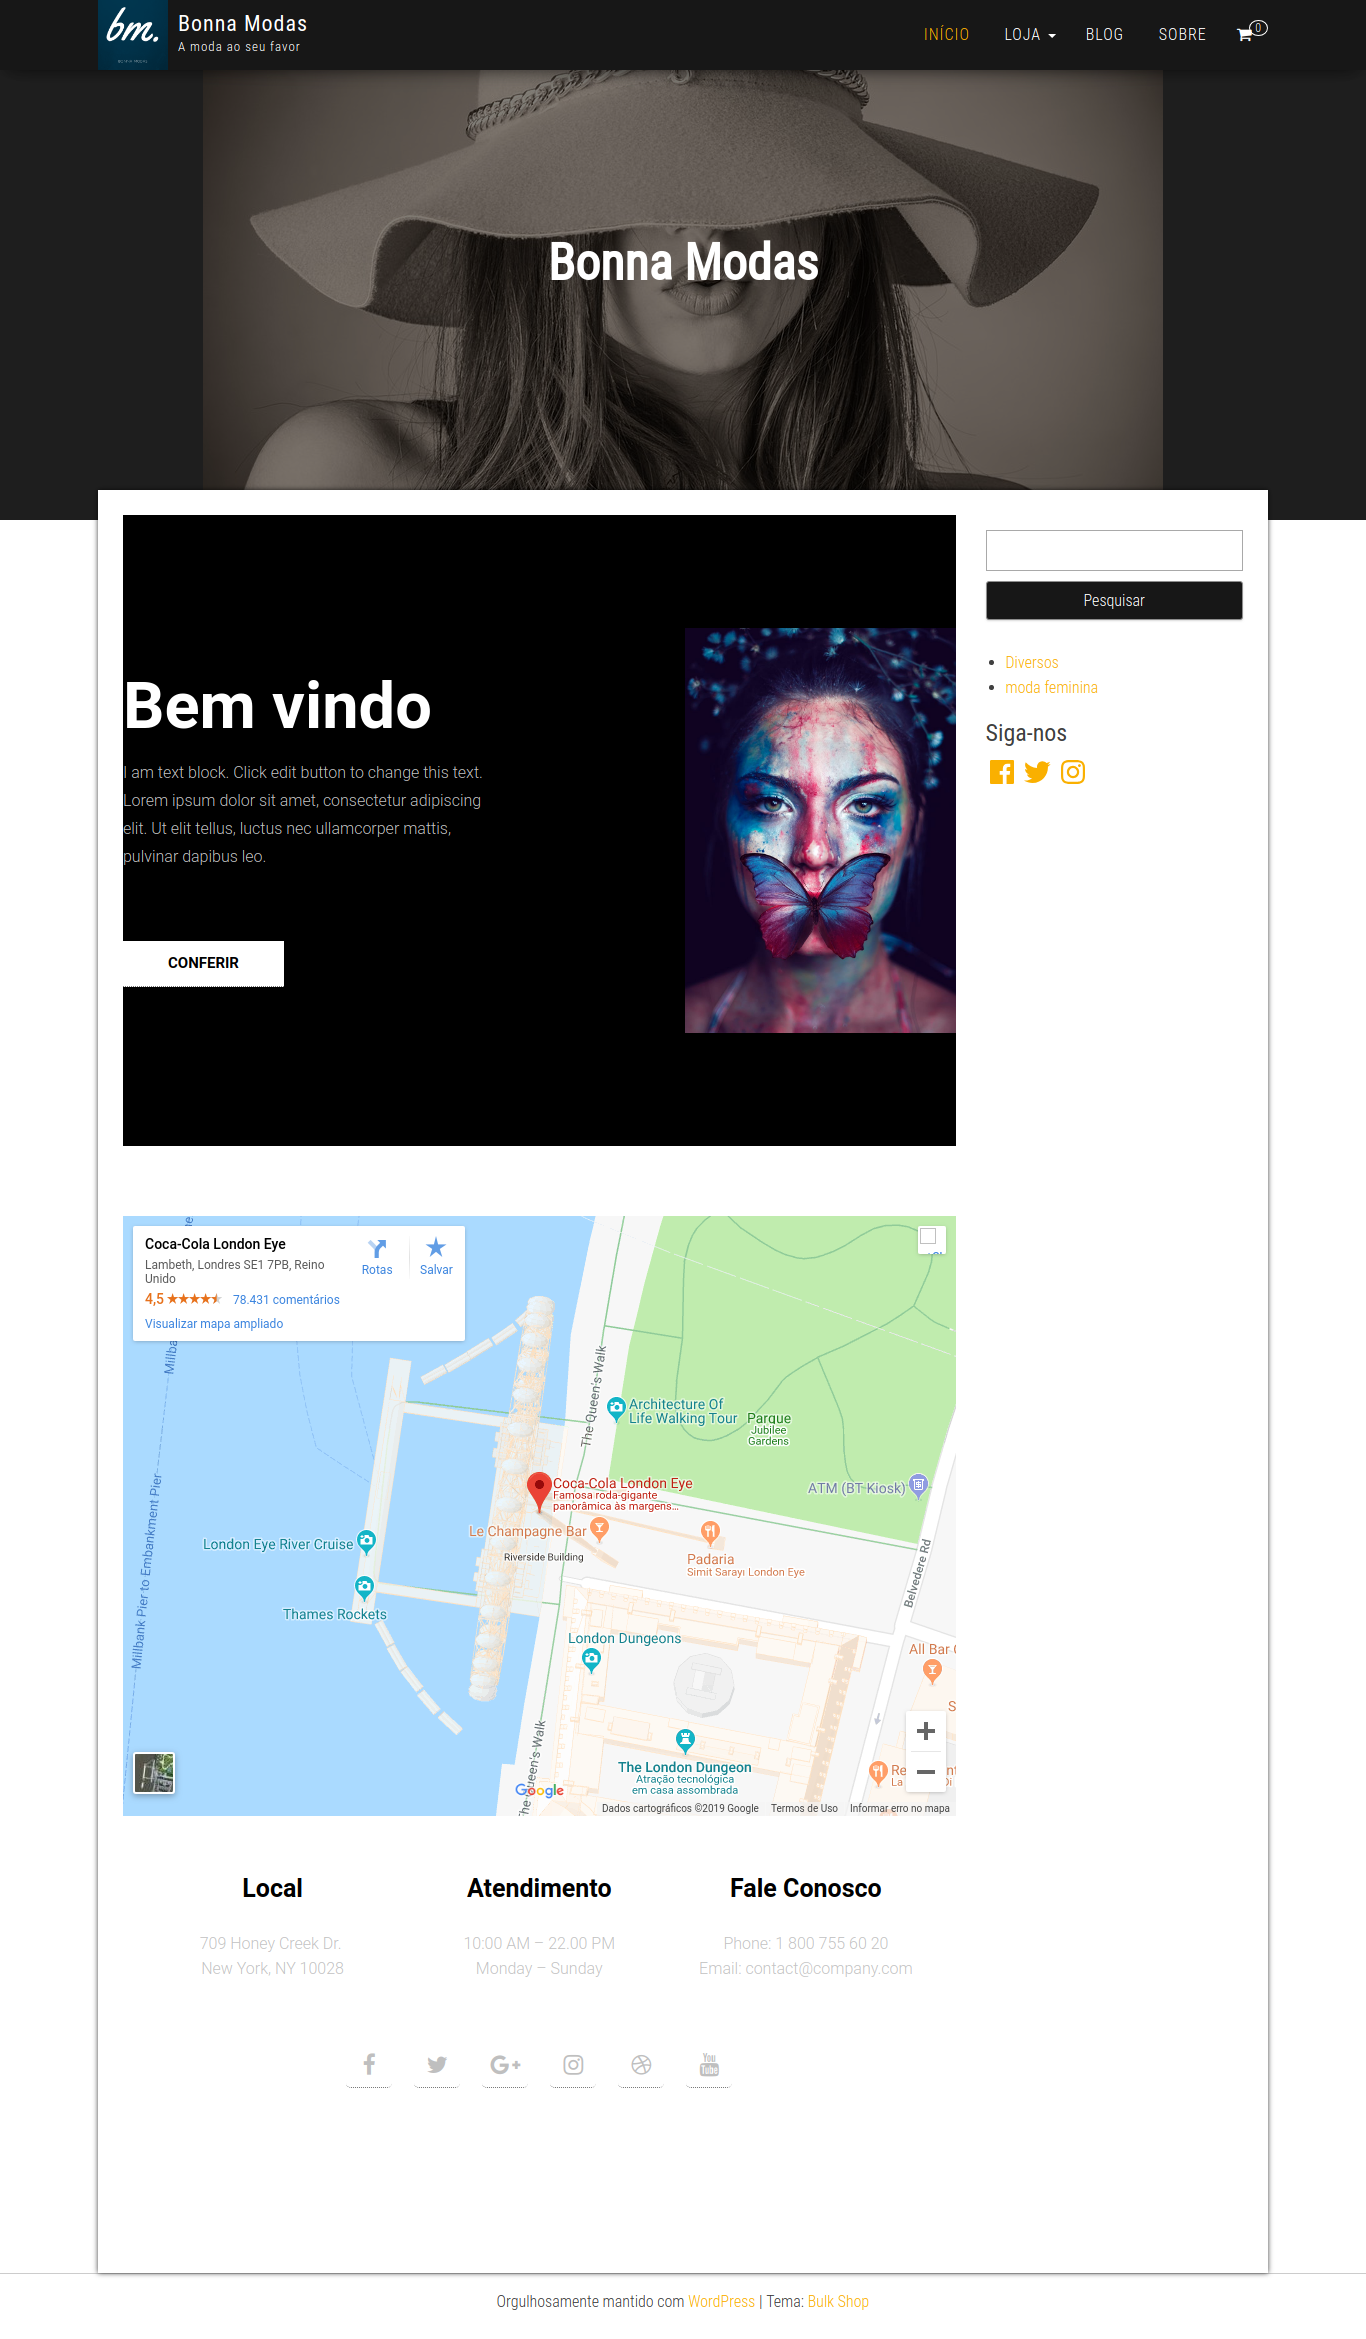 bm.
BONNA MODAS
Bonna Modas
A moda ao seu favor
INÍCIO
LOJA
BLOG
SOBRE
0
Bonna Modas
Bem vindo
I am text block. Click edit button to change this text.
Lorem ipsum dolor sit amet, consectetur adipiscing
elit. Ut elit tellus, luctus nec ullamcorper mattis,
pulvinar dapibus leo.
CONFERIR
Pesquisar
Diversos
moda feminina
Siga-nos
Coca-Cola London Eye
Lambeth, Londres SE1 7PB, Reino
Unido
4,5
78.431 comentários
Visualizar mapa ampliado
Rotas
Salvar
Millba
The Queen's Walk
Architecture Of
Life Walking Tour
Parque
Jubilee
Gardens
Coca-Cola London Eye
Famosa roda-gigante
panorâmica às margens...
ATM (BT Kiosk)
Le Champagne Bar
Riverside Building
Padaria
Simit Sarayı London Eye
London Eye River Cruise
Thames Rockets
Millbank Pier to Embankment Pier
Belvedere Rd
London Dungeons
All Bar
S
The London Dungeon
Atração tecnológica
em casa assombrada
The Queen's Walk
Google
Dados cartográficos ©2019 Google
Termos de Uso
Informar erro no mapa
Local
709 Honey Creek Dr.
New York, NY 10028
Atendimento
10:00 AM – 22.00 PM
Monday – Sunday
Fale Conosco
Phone: 1 800 755 60 20
Email: contact@company.com
You
Tube
Orgulhosamente mantido com WordPress | Tema: Bulk Shop